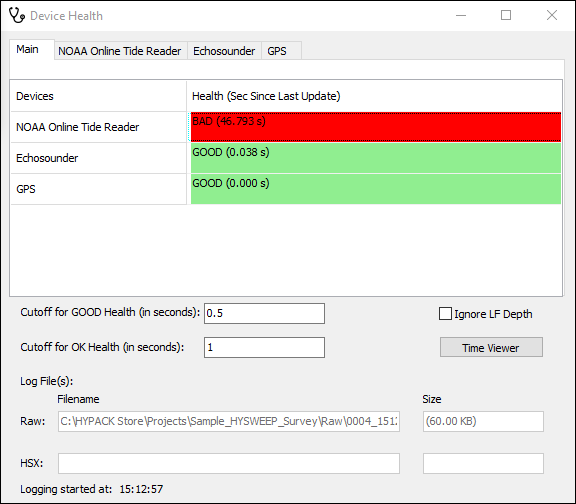 Device Health
Main NOAA Online Tide Reader Echosounder GPS
Devices Health (Sec Since Last Update)
NOAA Online Tide Reader BAD (46.793 s)
Echosounder GOOD (0.038 s)
GPS GOOD (0.000 s)
Cutoff for GOOD Health (in seconds): 0.5 Ignore LF Depth
Cutoff for OK Health (in seconds): 1 Time Viewer
Log File(s):
Filename Size
Raw: C:\HYPACK Store\Projects\Sample_HYSWEEP_Survey\Raw\0004_151 (60.00 KB)
HSX:
Logging started at: 15:12:57